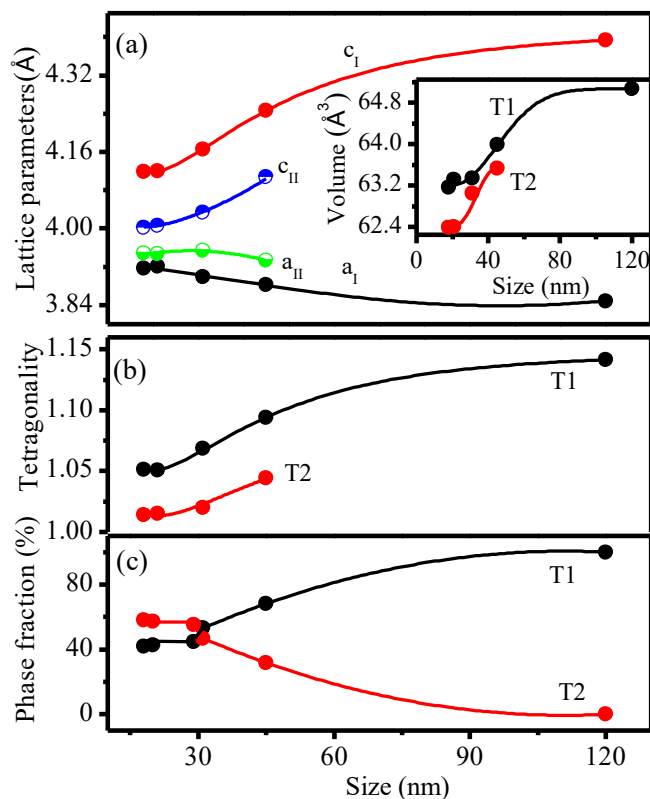 (a)
Lattice parameters(Å)
4.32
4.16
4.00
3.84
c_I
c_II
a_II
a_I
Volume (Å³)
64.8
64.0
63.2
62.4
T1
T2
0 40 80 120
Size (nm)
(b)
Tetragonality
1.15
1.10
1.05
1.00
T1
T2
(c)
Phase fraction (%)
80
40
0
T1
T2
30 60 90 120
Size (nm)